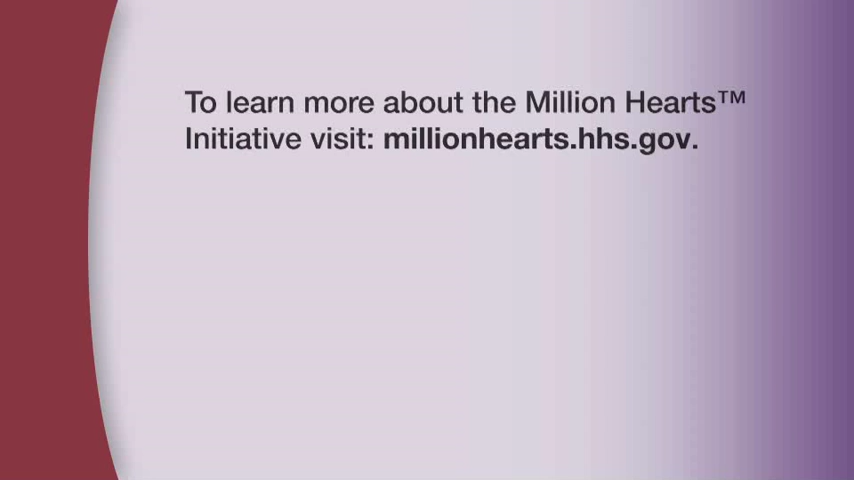 To learn more about the Million Hearts™
Initiative visit: millionhearts.hhs.gov.